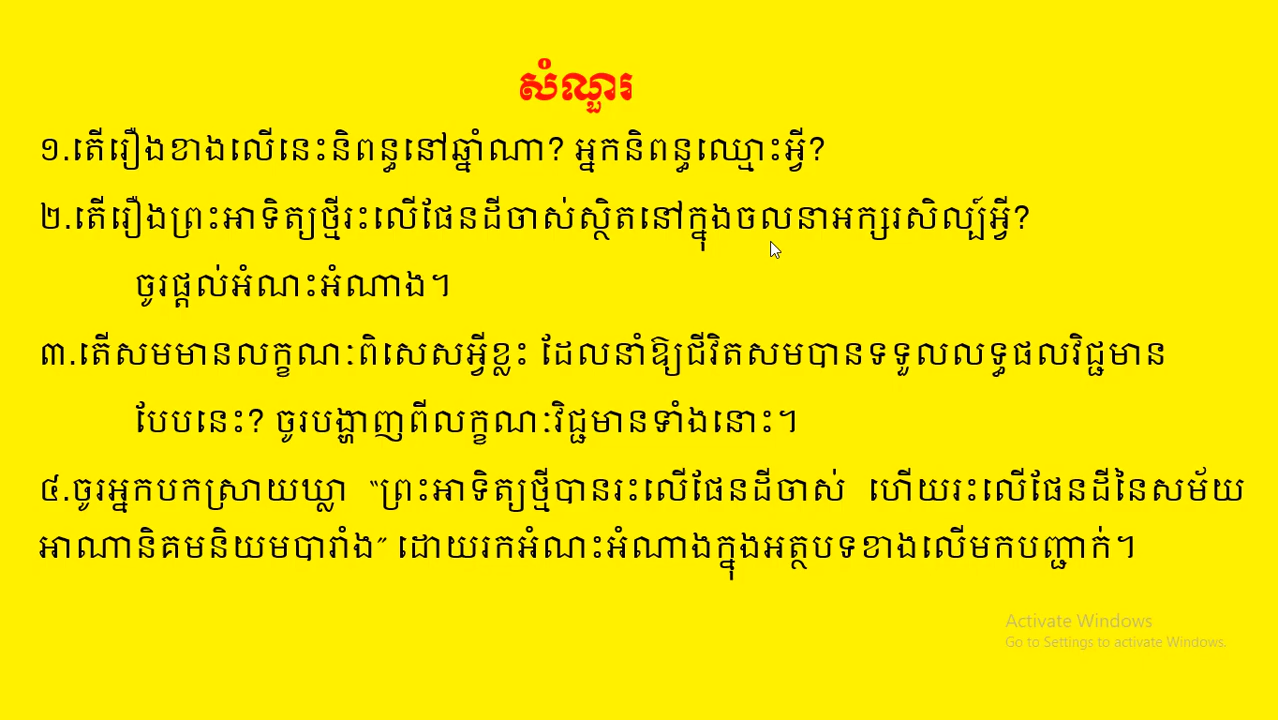 សំណួរ
១.តើរឿងខាងលើនេះនិពន្ធនៅឆ្នាំណា? អ្នកនិពន្ធឈ្មោះអ្វី?
២.តើរឿងព្រះអាទិត្យថ្មីរះលើផែនដីចាស់ស្ថិតនៅក្នុងចលនាអក្សរសិល្ប៍អ្វី?
ចូរផ្តល់អំណះអំណាង។
៣.តើសមមានលក្ខណៈពិសេសអ្វីខ្លះ ដែលនាំឱ្យជីវិតសមបានទទួលលទ្ធផលវិជ្ជមាន
បែបនេះ? ចូរបង្ហាញពីលក្ខណៈវិជ្ជមានទាំងនោះ។
៤.ចូរអ្នកបកស្រាយឃ្លា “ព្រះអាទិត្យថ្មីបានរះលើផែនដីចាស់ ហើយរះលើផែនដីនៃសម័យ
អាណានិគមនិយមបារាំង” ដោយរកអំណះអំណាងក្នុងអត្ថបទខាងលើមកបញ្ជាក់។
Activate Windows
Go to Settings to activate Windows.